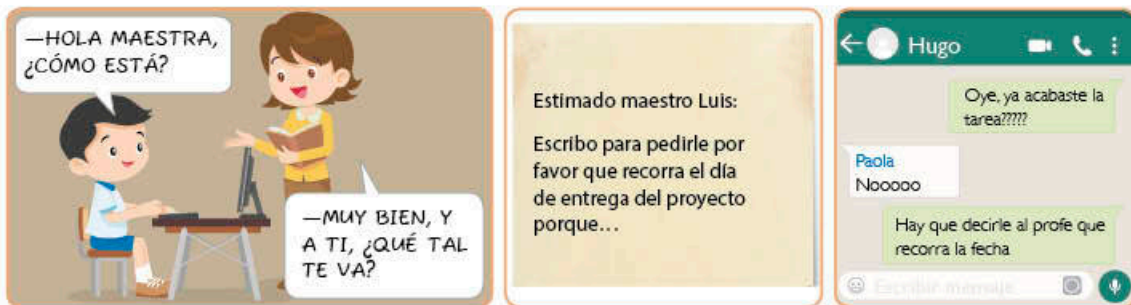 —HOLA MAESTRA,
¿CÓMO ESTÁ?
—MUY BIEN, Y
A TI, ¿QUÉ TAL
TE VA?
Estimado maestro Luis:
Escribo para pedirle por
favor que recorra el día
de entrega del proyecto
porque...
Hugo
Oye, ya acabaste la
tarea?????
Paola
Nooooo
Hay que decirle al profe que
recorra la fecha
Escribir mensaje